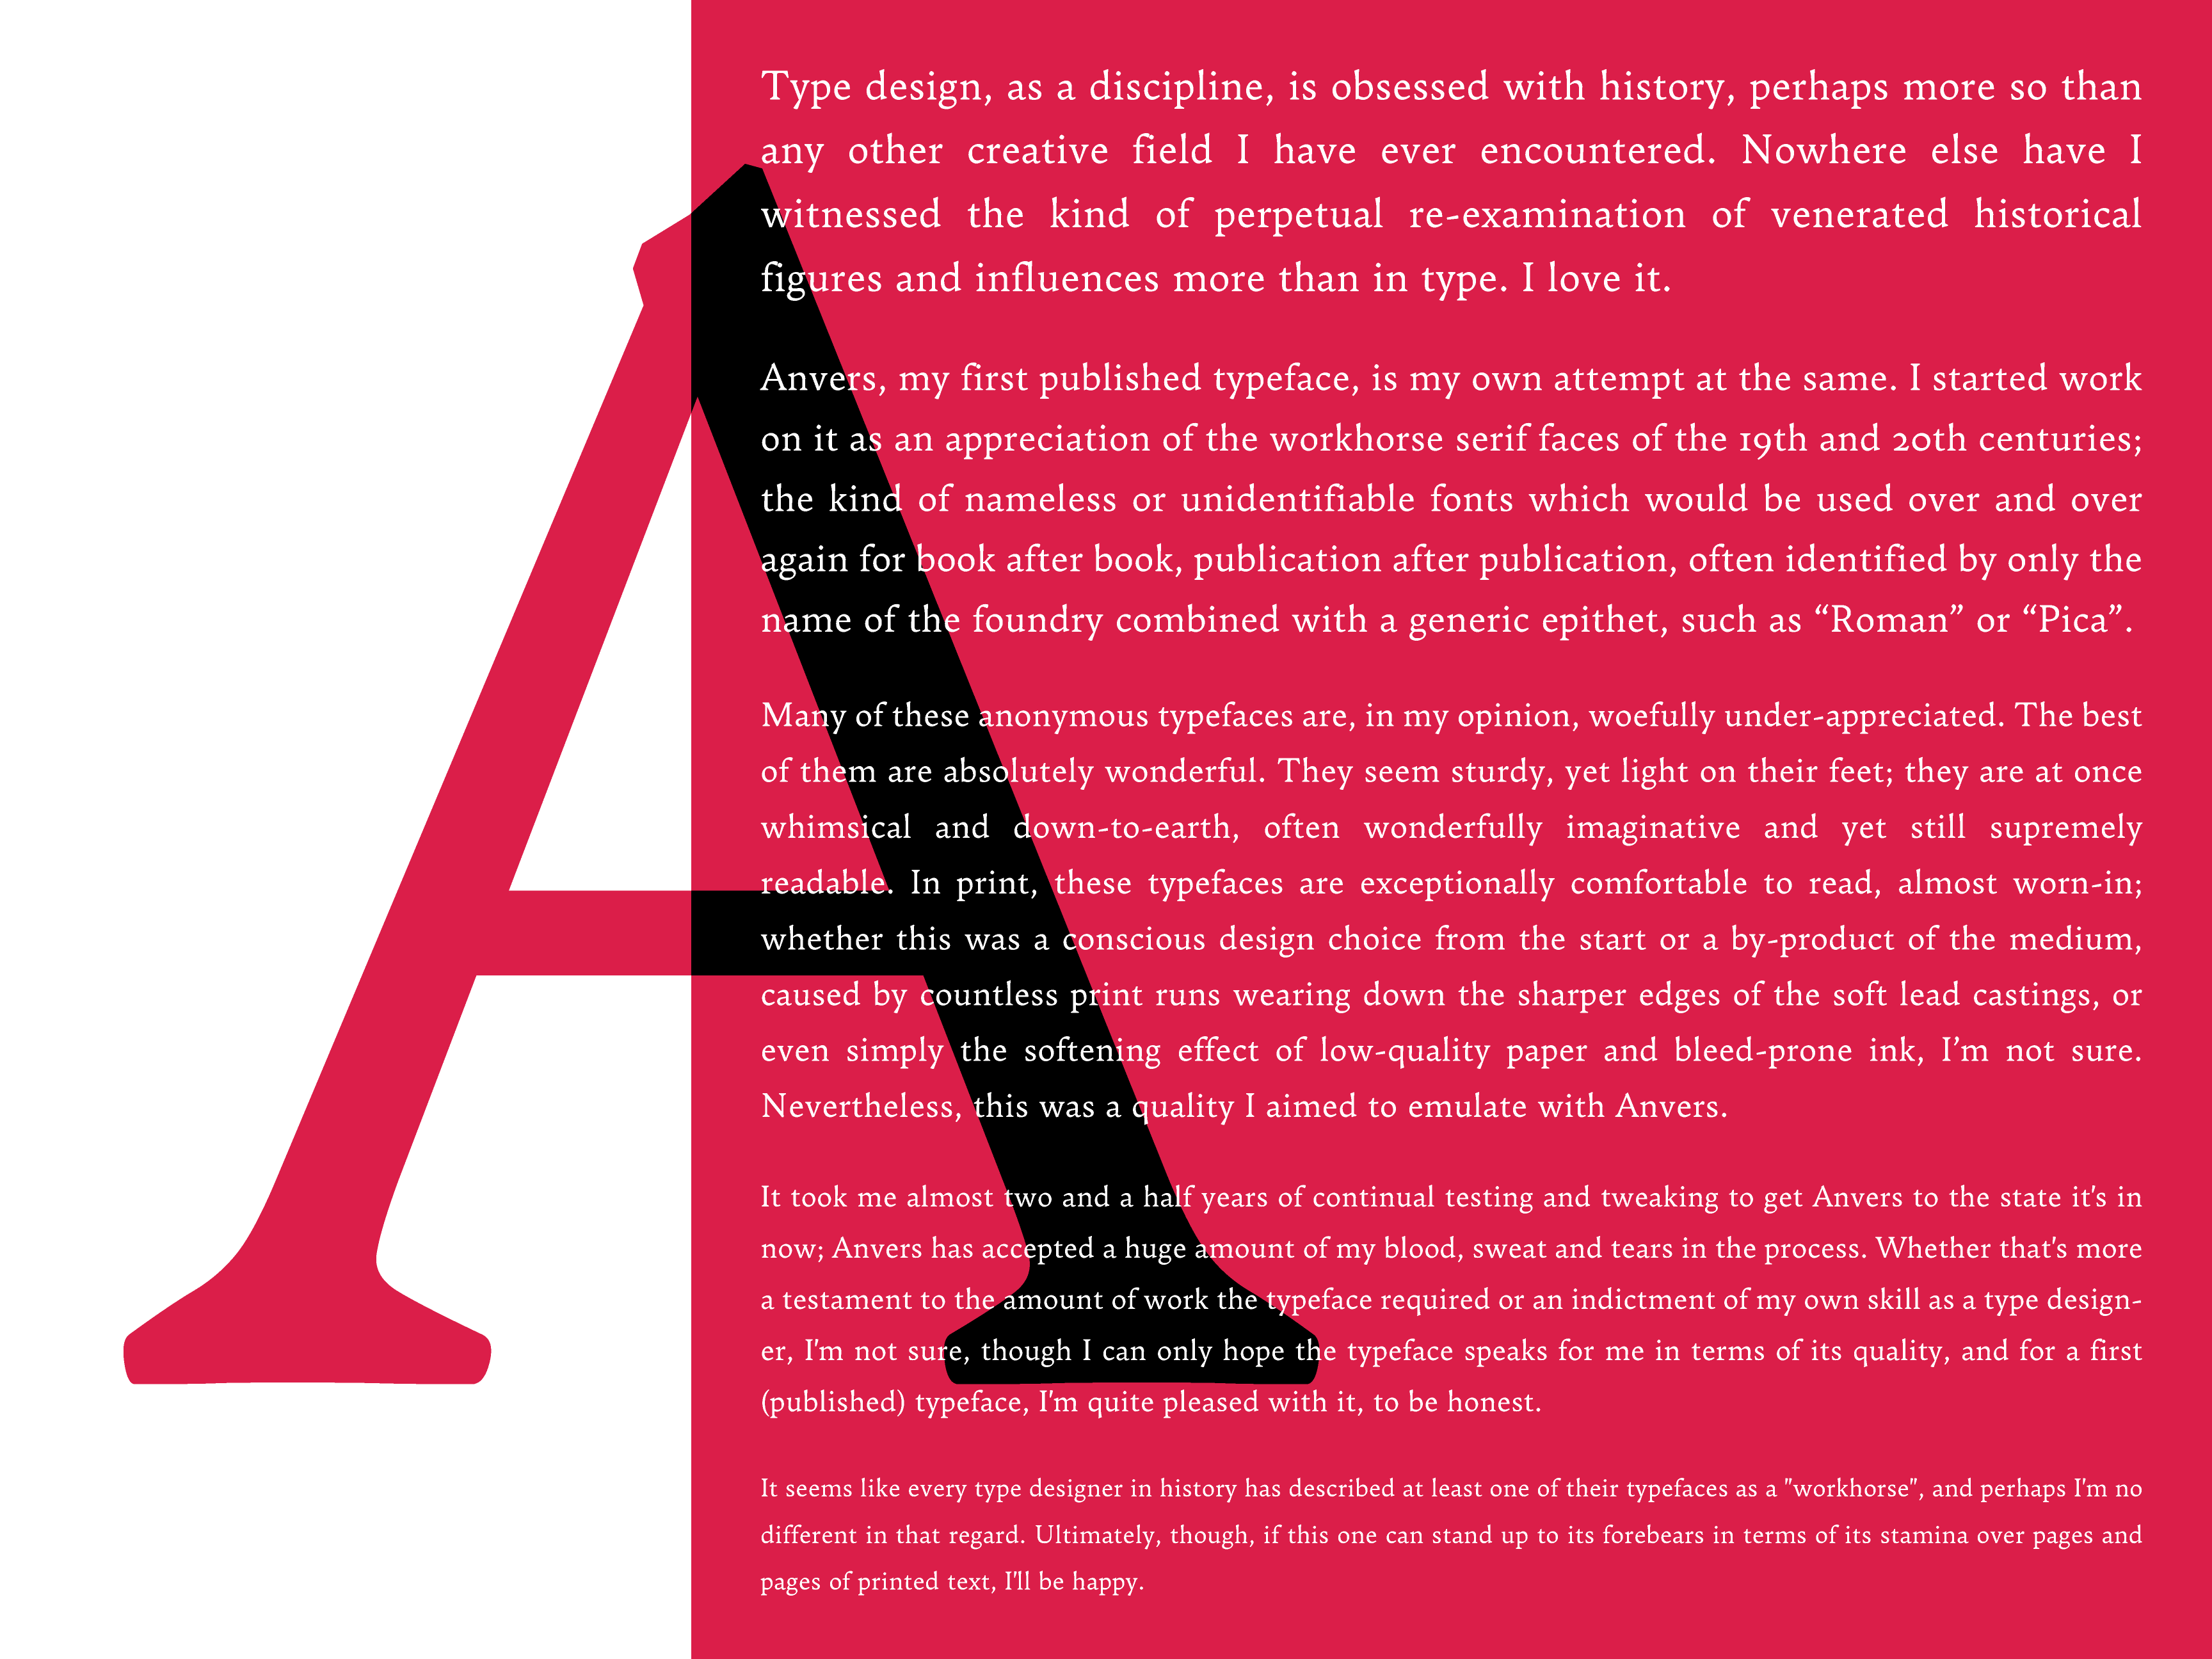 A
Type design, as a discipline, is obsessed with history, perhaps more so than
any other creative field I have ever encountered. Nowhere else have I
witnessed the kind of perpetual re-examination of venerated historical
figures and influences more than in type. I love it.
Anvers, my first published typeface, is my own attempt at the same. I started work
on it as an appreciation of the workhorse serif faces of the 19th and 20th centuries;
the kind of nameless or unidentifiable fonts which would be used over and over
again for book after book, publication after publication, often identified by only the
name of the foundry combined with a generic epithet, such as “Roman” or “Pica”.
Many of these anonymous typefaces are, in my opinion, woefully under-appreciated. The best
of them are absolutely wonderful. They seem sturdy, yet light on their feet; they are at once
whimsical and down-to-earth, often wonderfully imaginative and yet still supremely
readable. In print, these typefaces are exceptionally comfortable to read, almost worn-in;
whether this was a conscious design choice from the start or a by-product of the medium,
caused by countless print runs wearing down the sharper edges of the soft lead castings, or
even simply the softening effect of low-quality paper and bleed-prone ink, I’m not sure.
Nevertheless, this was a quality I aimed to emulate with Anvers.
It took me almost two and a half years of continual testing and tweaking to get Anvers to the state it's in
now; Anvers has accepted a huge amount of my blood, sweat and tears in the process. Whether that's more
a testament to the amount of work the typeface required or an indictment of my own skill as a type design-
er, I'm not sure, though I can only hope the typeface speaks for me in terms of its quality, and for a first
(published) typeface, I'm quite pleased with it, to be honest.
It seems like every type designer in history has described at least one of their typefaces as a "workhorse", and perhaps I'm no
different in that regard. Ultimately, though, if this one can stand up to its forebears in terms of its stamina over pages and
pages of printed text, I'll be happy.